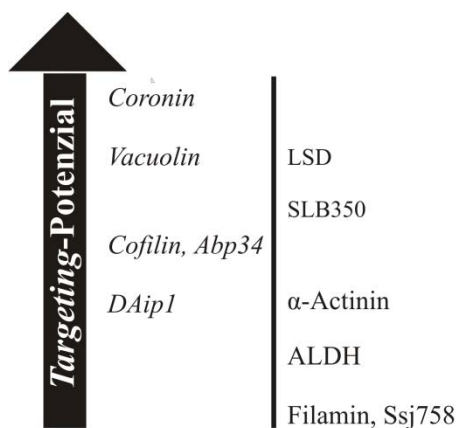 Targeting-Potenzial
Coronin
Vacuolin
LSD
SLB350
Cofilin, Abp34
DAip1
α-Actinin
ALDH
Filamin, Ssj758